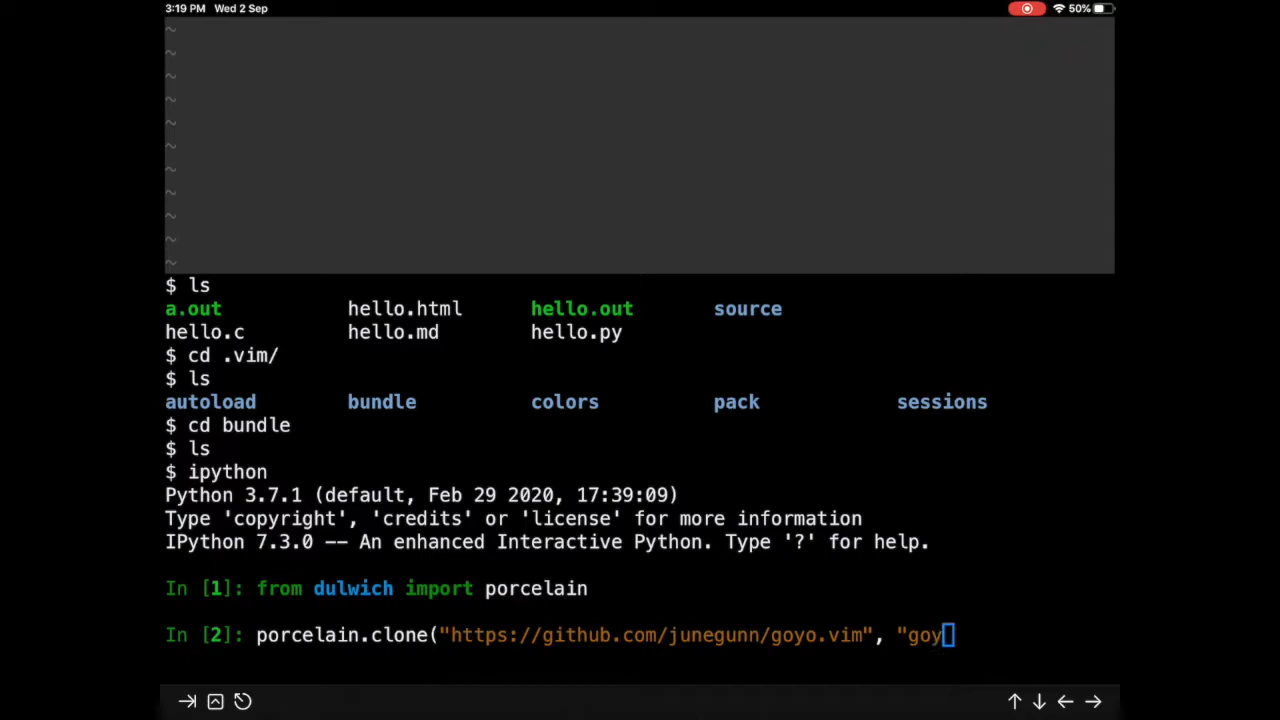 3:19 PM Wed 2 Sep 50%
~
~
~
~
~
~
~
~
~
~
~
$ ls
a.out hello.html hello.out source
hello.c hello.md hello.py
$ cd .vim/
$ ls
autoload bundle colors pack sessions
$ cd bundle
$ ls
$ ipython
Python 3.7.1 (default, Feb 29 2020, 17:39:09)
Type 'copyright', 'credits' or 'license' for more information
IPython 7.3.0 -- An enhanced Interactive Python. Type '?' for help.
In [1]: from dulwich import porcelain
In [2]: porcelain.clone("https://github.com/junegunn/goyo.vim", "goy